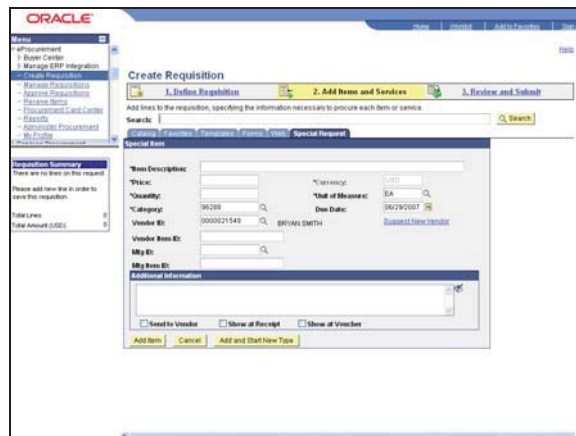 ORACLE
Home | Worklist | Add to Favorites | Sign
Menu
eProcurement
Buyer Center
Manage ERP Integration
Create Requisition
Manage Requisitions
Approve Requisitions
Receive Items
Procurement Card Center
Reports
Administer Procurement
My Profile
Services Procurement
Help
Requisition Summary
There are no lines on this request.
Please add new line in order to
save this requisition.
Total Lines 0
Total Amount (USD) 0
Create Requisition
1. Define Requisition 2. Add Items and Services 3. Review and Submit
Add lines to the requisition, specifying the information necessary to procure each item or service.
Search: Search
Catalog Favorites Templates Forms Web Special Request
Special Item
*Item Description:
*Price: *Currency: USD
*Quantity: *Unit of Measure: EA
*Category: 96288 Due Date: 06/29/2007
Vendor ID: 0000021549 BRYAN SMITH Suggest New Vendor
Vendor Item ID:
Mfg ID:
Mfg Item ID:
Additional Information
Send to Vendor Show at Receipt Show at Voucher
Add Item Cancel Add and Start New Type